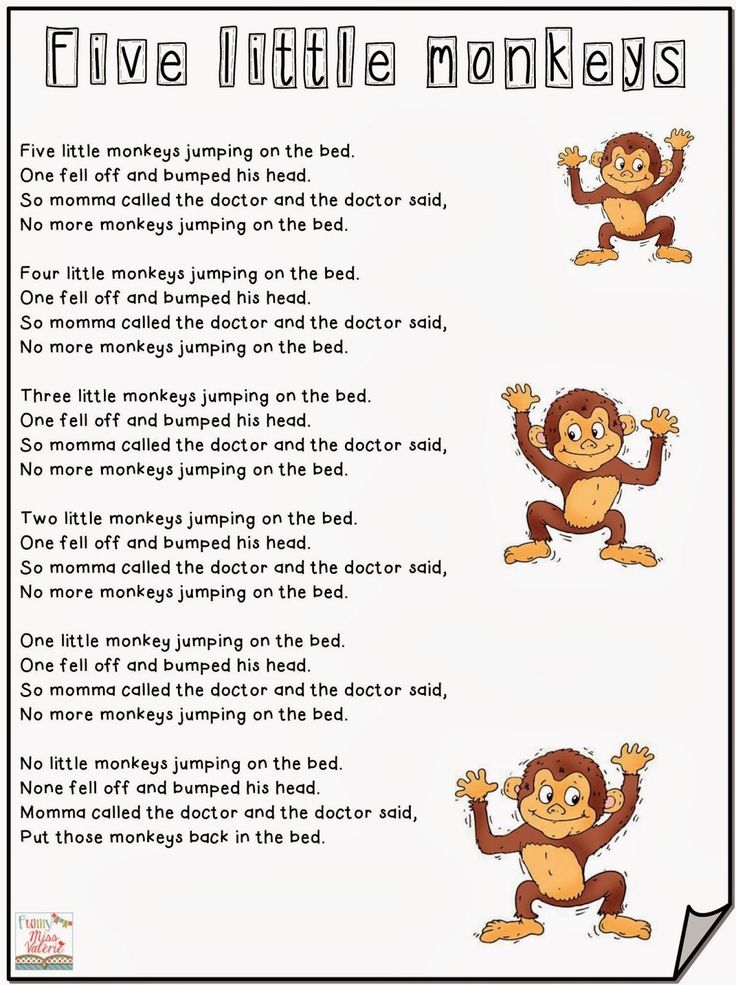 Five little monkeys
Five little monkeys jumping on the bed.
One fell off and bumped his head.
So momma called the doctor and the doctor said,
No more monkeys jumping on the bed.
Four little monkeys jumping on the bed.
One fell off and bumped his head.
So momma called the doctor and the doctor said,
No more monkeys jumping on the bed.
Three little monkeys jumping on the bed.
One fell off and bumped his head.
So momma called the doctor and the doctor said,
No more monkeys jumping on the bed.
Two little monkeys jumping on the bed.
One fell off and bumped his head.
So momma called the doctor and the doctor said,
No more monkeys jumping on the bed.
One little monkey jumping on the bed.
One fell off and bumped his head.
So momma called the doctor and the doctor said,
No more monkeys jumping on the bed.
No little monkeys jumping on the bed.
None fell off and bumped his head.
Momma called the doctor and the doctor said,
Put those monkeys back in the bed.
Funny
Miss
Valérie